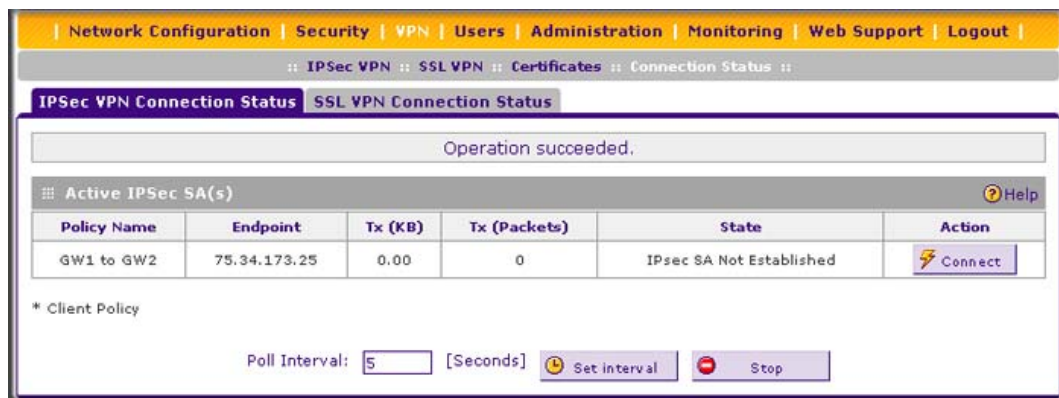 | Network Configuration | Security | VPN | Users | Administration | Monitoring | Web Support | Logout |
:: IPSec VPN :: SSL VPN :: Certificates :: Connection Status ::
IPSec VPN Connection Status SSL VPN Connection Status
Operation succeeded.
Active IPSec SA(s) ? Help
Policy Name Endpoint Tx (KB) Tx (Packets) State Action
GW1 to GW2 75.34.173.25 0.00 0 IPsec SA Not Established Connect
* Client Policy
Poll Interval: 5 [Seconds] Set interval Stop